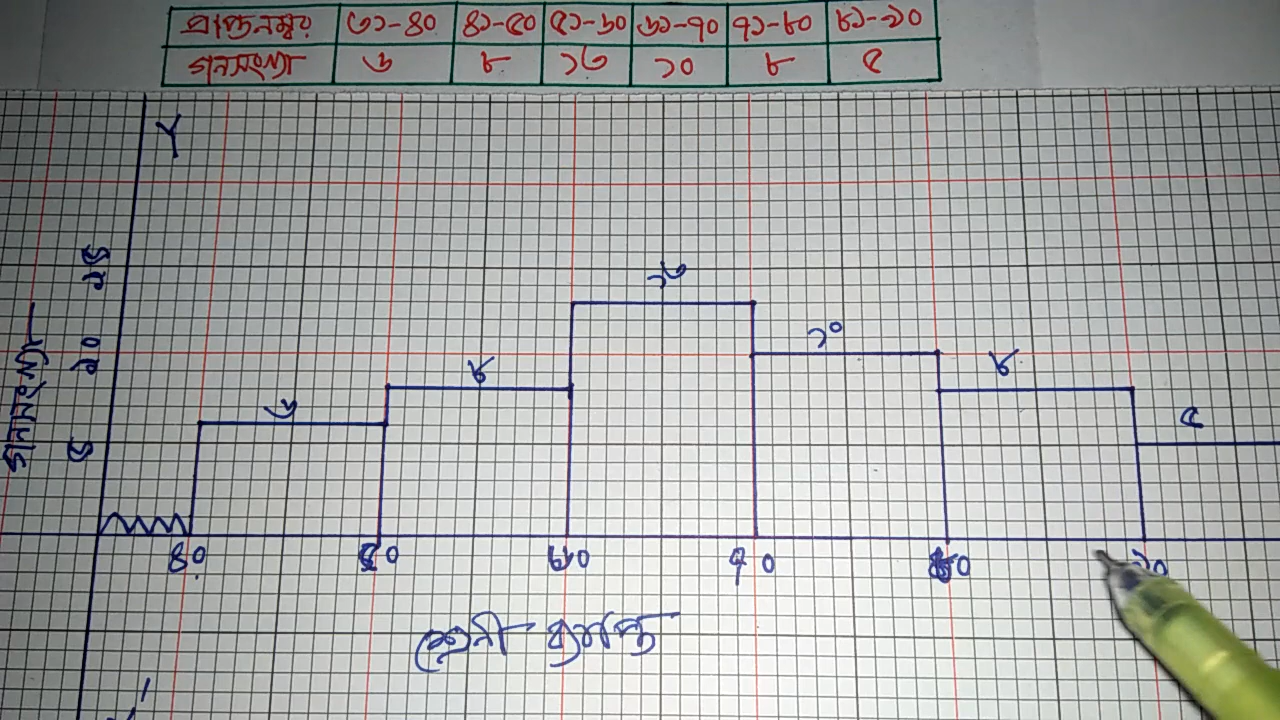 প্রাপ্তনম্বর ৩১-৪০ ৪১-৫০ ৫১-৬০ ৬১-৭০ ৭১-৮০ ৮১-৯০
গনসংখ্যা ৬ ৮ ১৩ ১০ ৮ ৫
Y
১৫
১৩
১০
১০
৮
৮
৬
৫
৫
গনসংখ্যা
৪০ ৫০ ৬০ ৭০ ৮০ ৯০
শ্রেণি